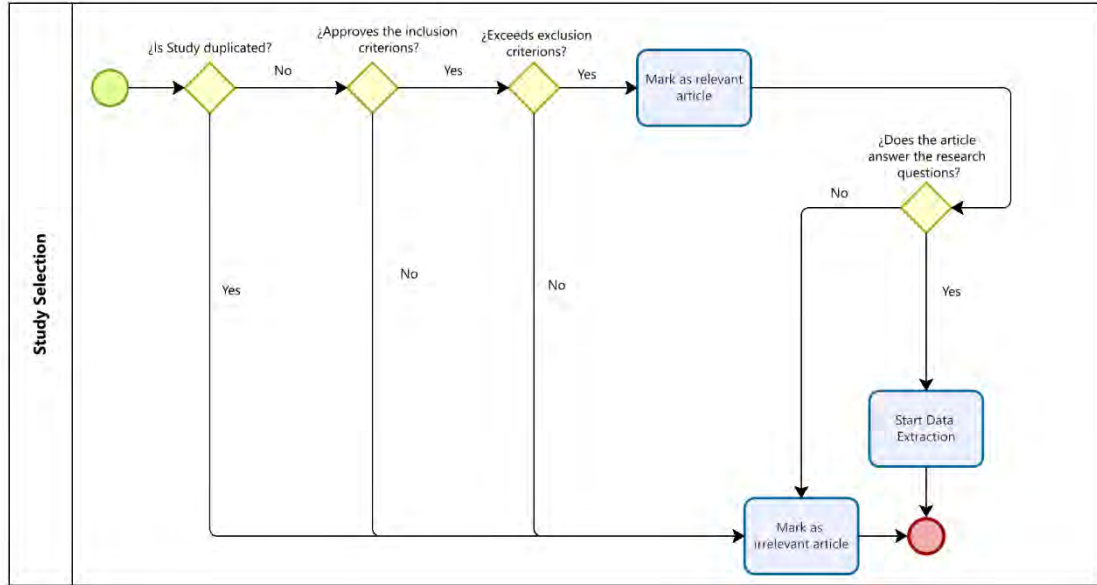 Study Selection
¿Is Study duplicated?
¿Approves the inclusion
criterions?
¿Exceeds exclusion
criterions?
No
Yes
Yes
Mark as relevant
article
¿Does the article
answer the research
questions?
No
Yes
No
No
Yes
Start Data
Extraction
Mark as
irrelevant article